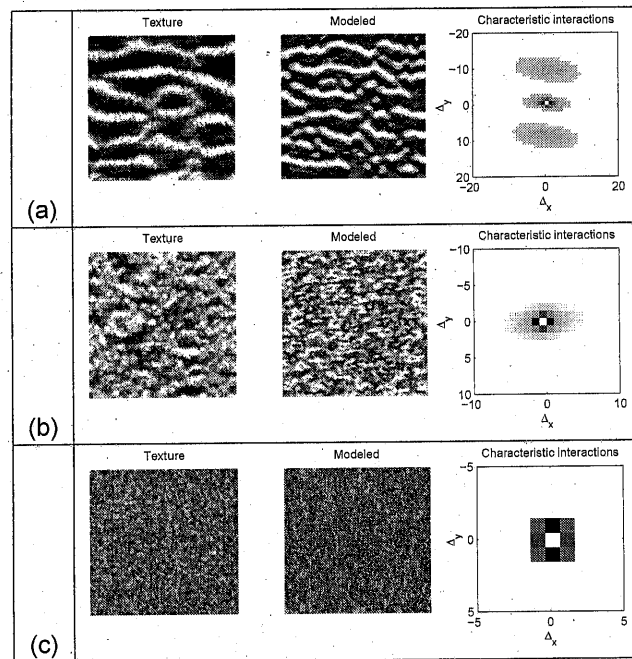 Texture Modeled Characteristic interactions
-20
-10
0
10
20
Δy
-20 0 20
Δx
(a)
Texture Modeled Characteristic interactions
-10
-5
0
5
10
Δy
-10 0 10
Δx
(b)
Texture Modeled Characteristic interactions
-5
0
5
Δy
-5 0 5
Δx
(c)